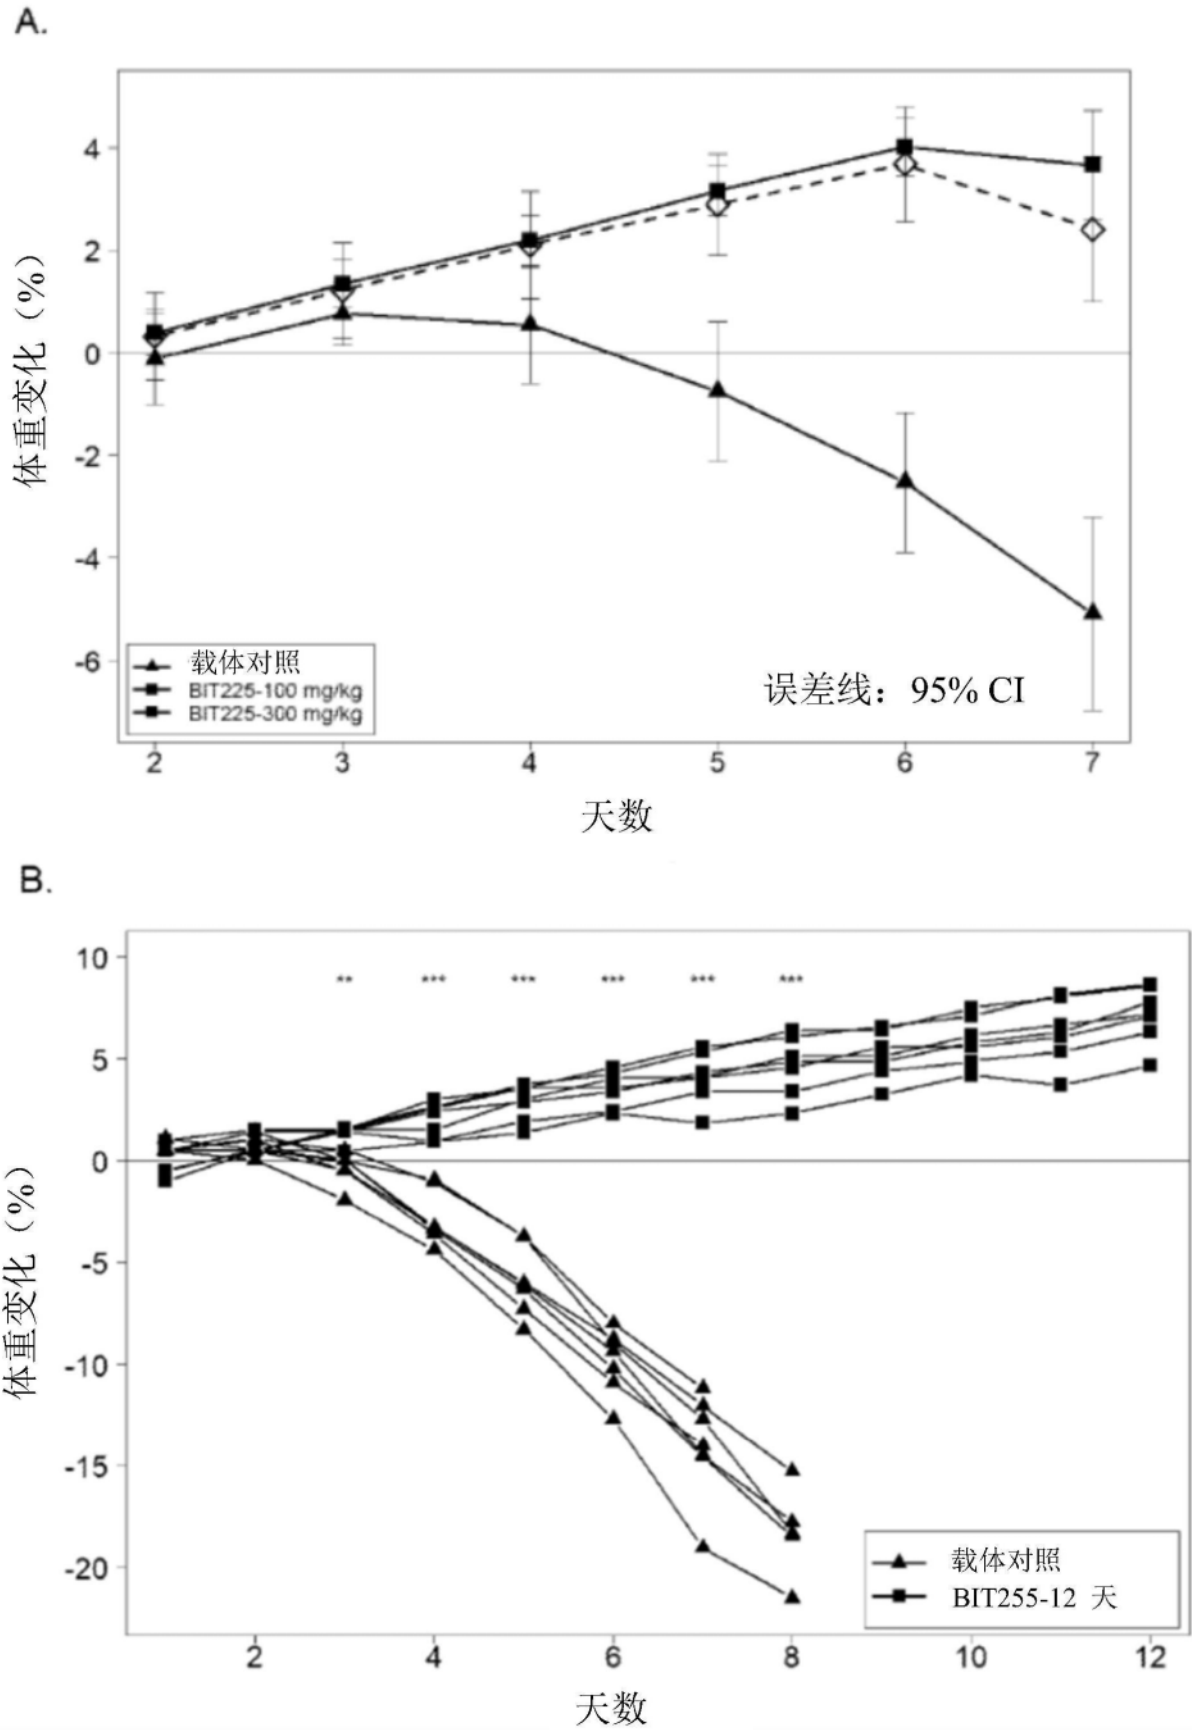 A.
体重变化（%）
4
2
0
-2
-4
-6
载体对照
BIT225-100 mg/kg
BIT225-300 mg/kg
误差线：95% CI
2 3 4 5 6 7
天数
B.
体重变化（%）
10
5
0
-5
-10
-15
-20
** *** *** *** *** ***
载体对照
BIT255-12 天
2 4 6 8 10 12
天数